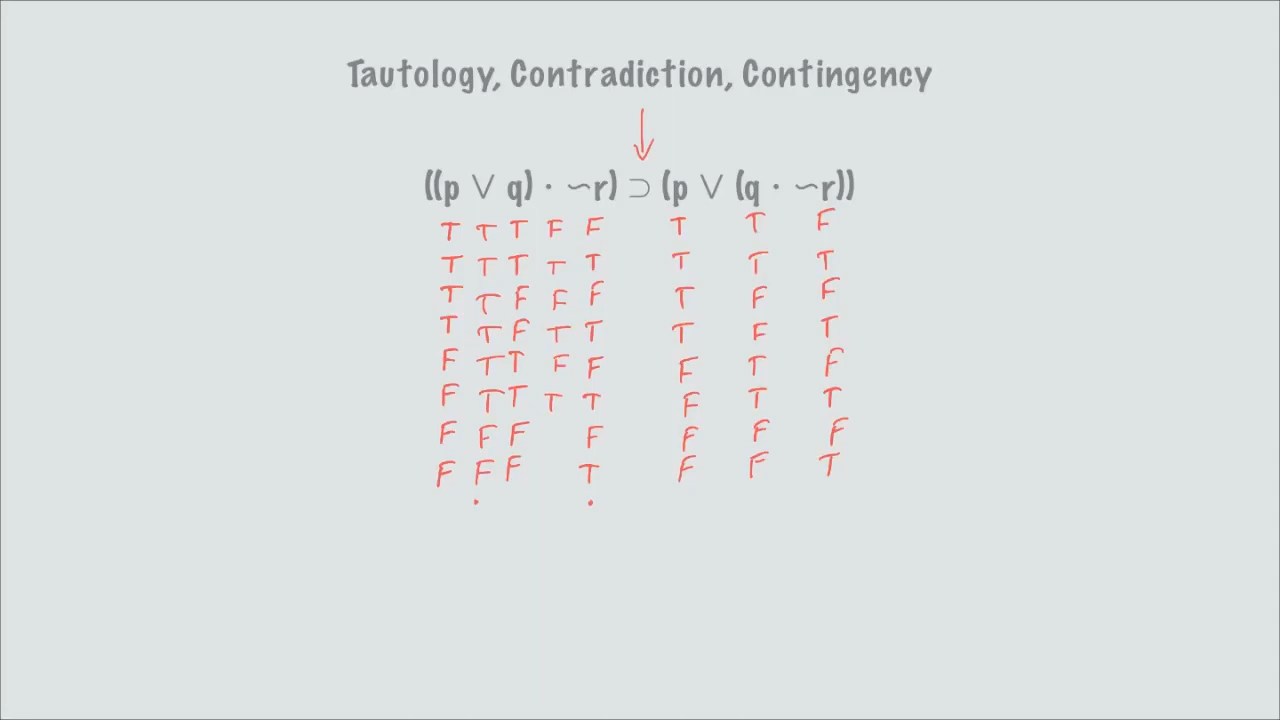 Tautology, Contradiction, Contingency
((p ∨ q) · ∽r) ⊃ (p ∨ (q · ∽r))
T T T F F T T F
T T T T T T T T
T T F F F T F F
T T F T T T F T
F T T F F F T F
F T T T T F T T
F F F F F F F
F F F T F F T